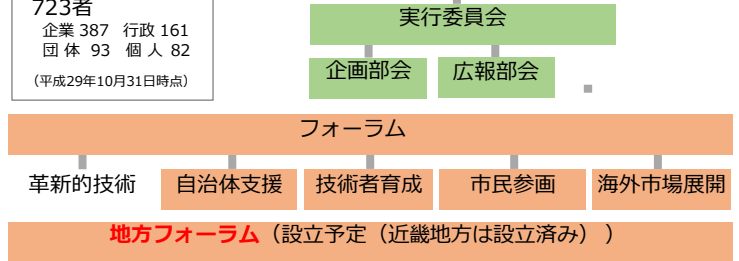 723者
企業 387 行政 161
団 体 93 個 人 82
（平成29年10月31日時点）
実行委員会
企画部会 広報部会
フォーラム
革新的技術 自治体支援 技術者育成 市民参画 海外市場展開
地方フォーラム（設立予定（近畿地方は設立済み） ）